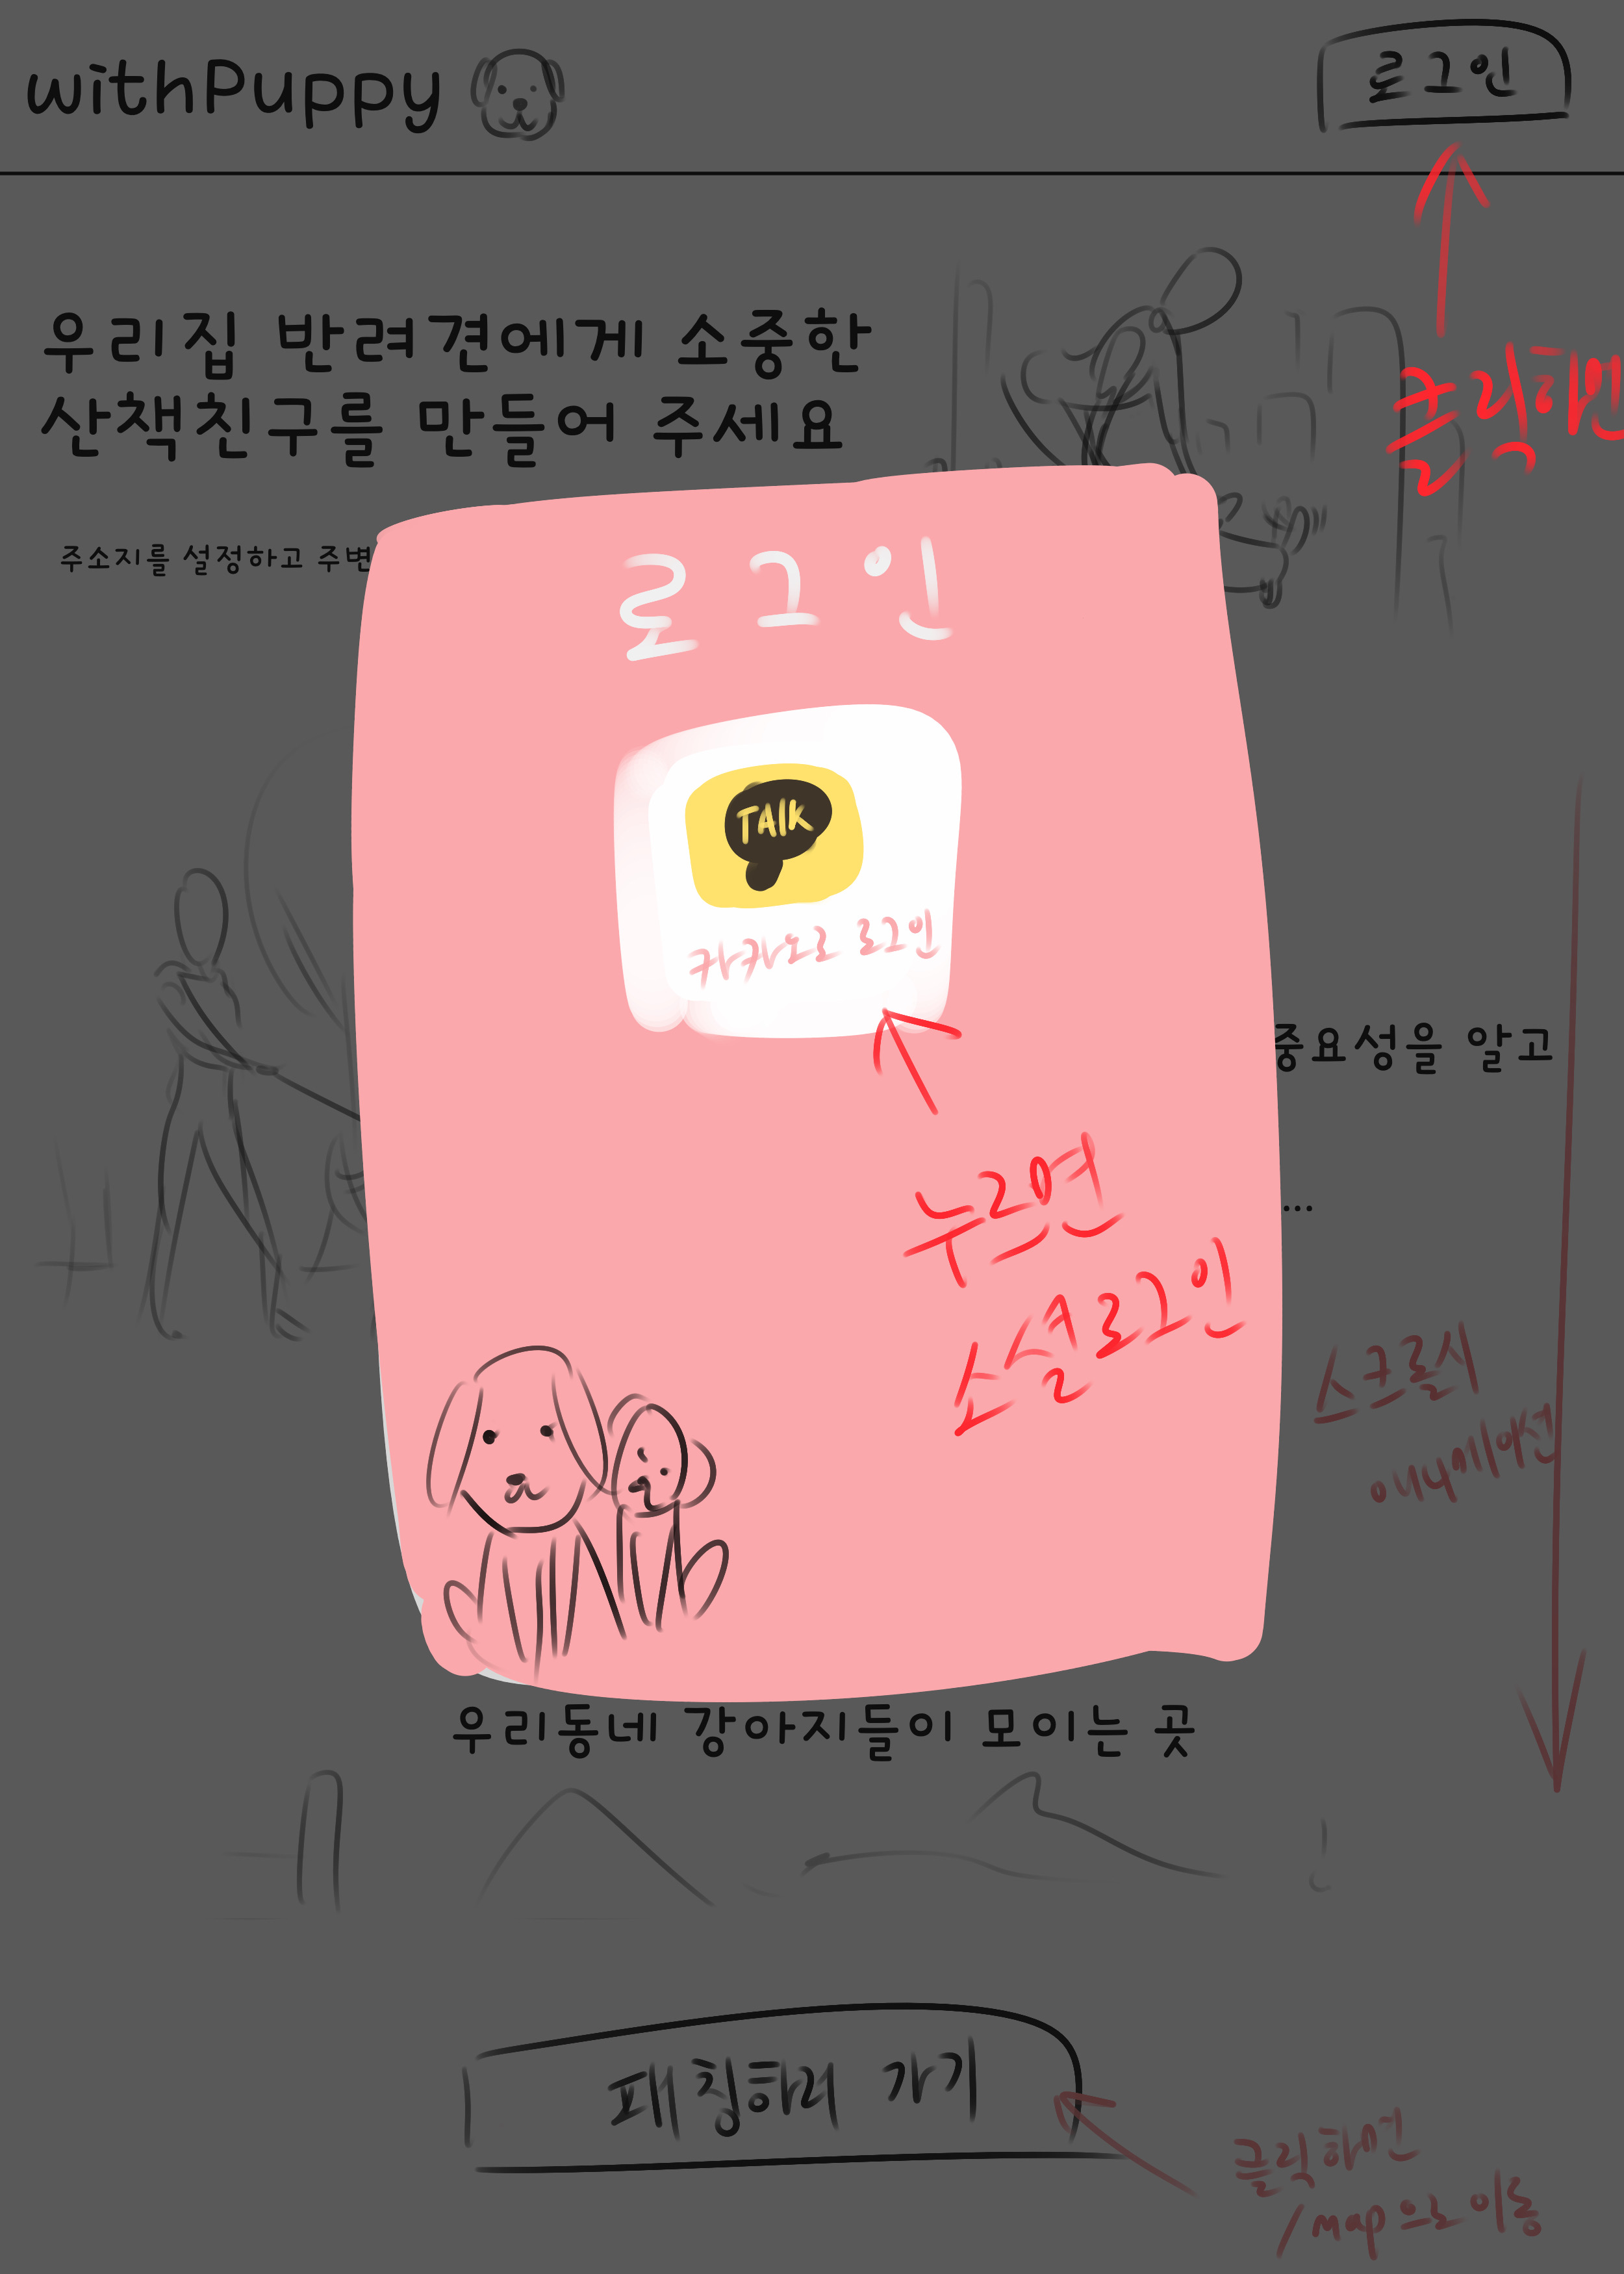 withPuppy
로그인
우리집 반려견에게 소중한
산책친구를 만들어 주세요
클릭하면
주소지를 설정하고 주변
로그인
TALK
카카오로 로그인
중요성을 알고
누르면
소셜로그인
...
스크롤시
애니메이션
우리동네 강아지들이 모이는 곳
퍼칭하러 가기
클릭하면
/map으로 이동